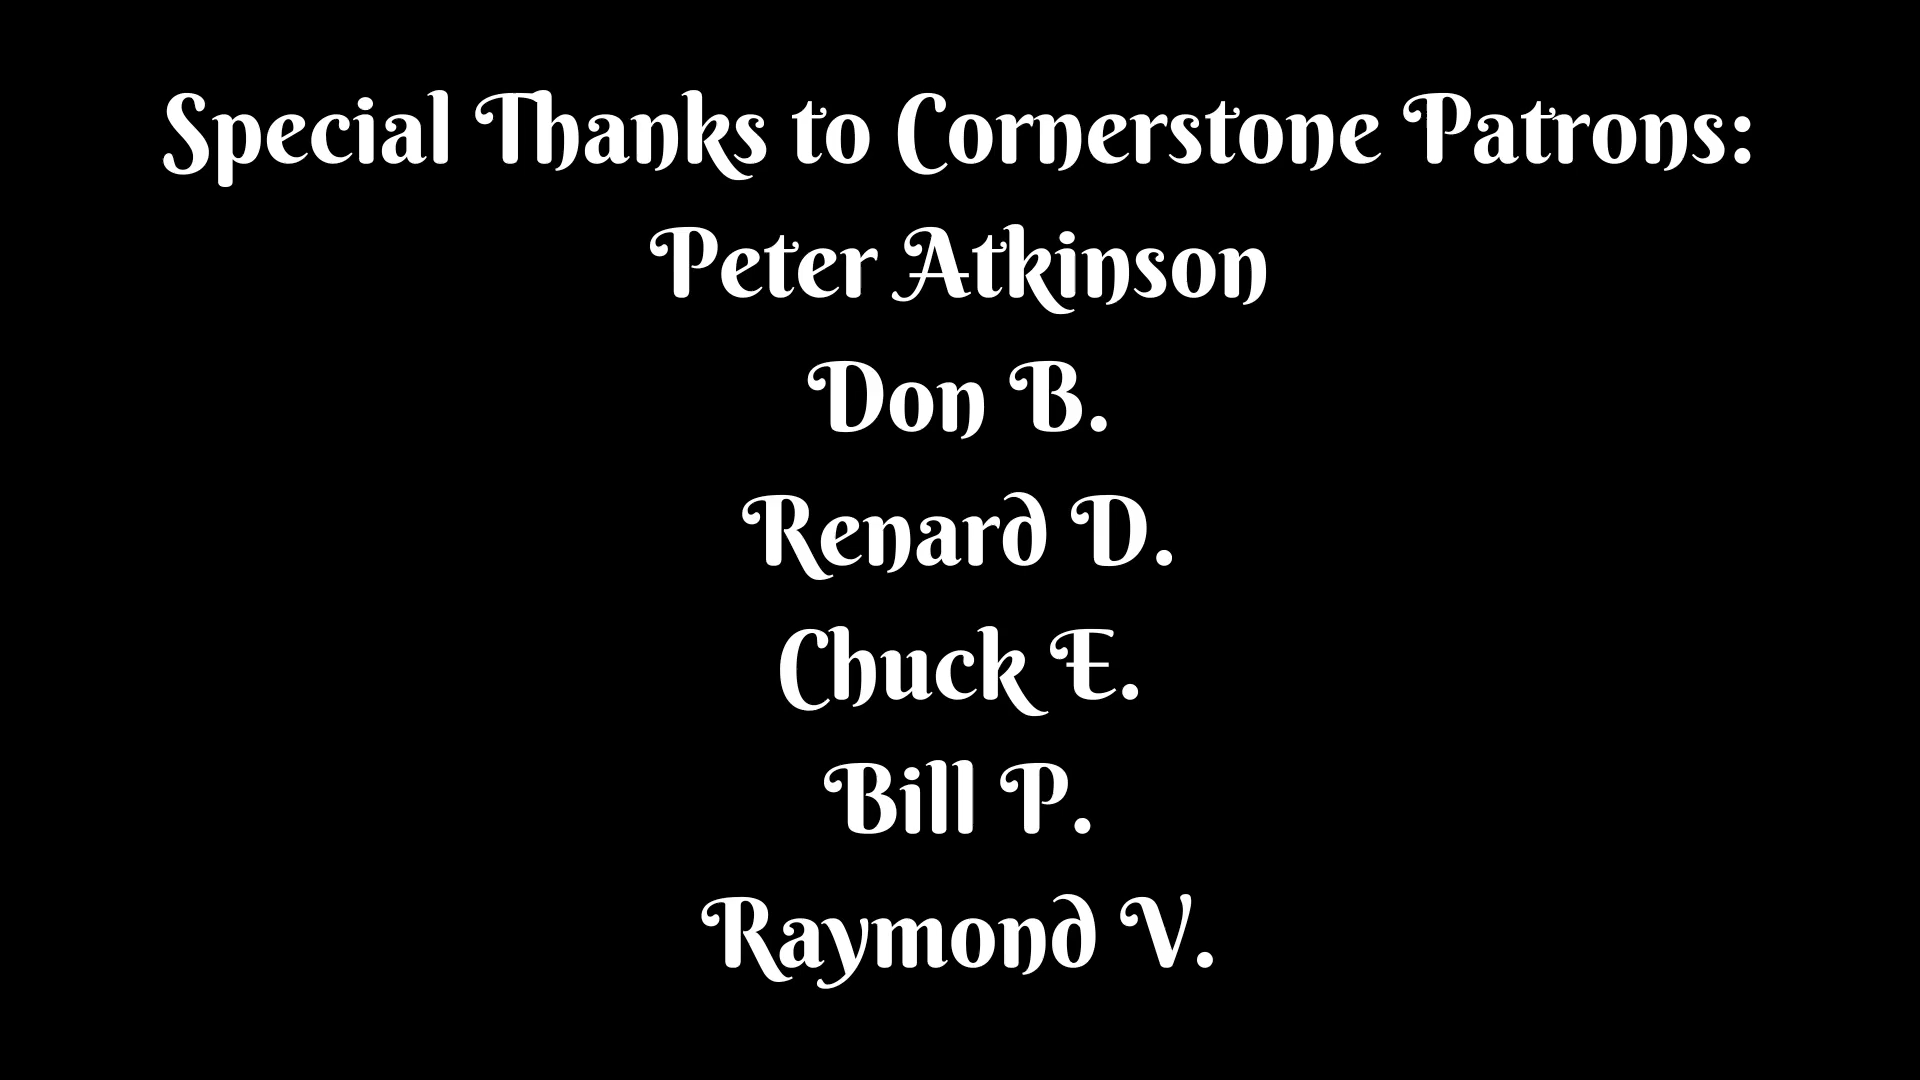 Special Thanks to Cornerstone Patrons:
Peter Atkinson
Don B.
Renard D.
Chuck E.
Bill P.
Raymond V.